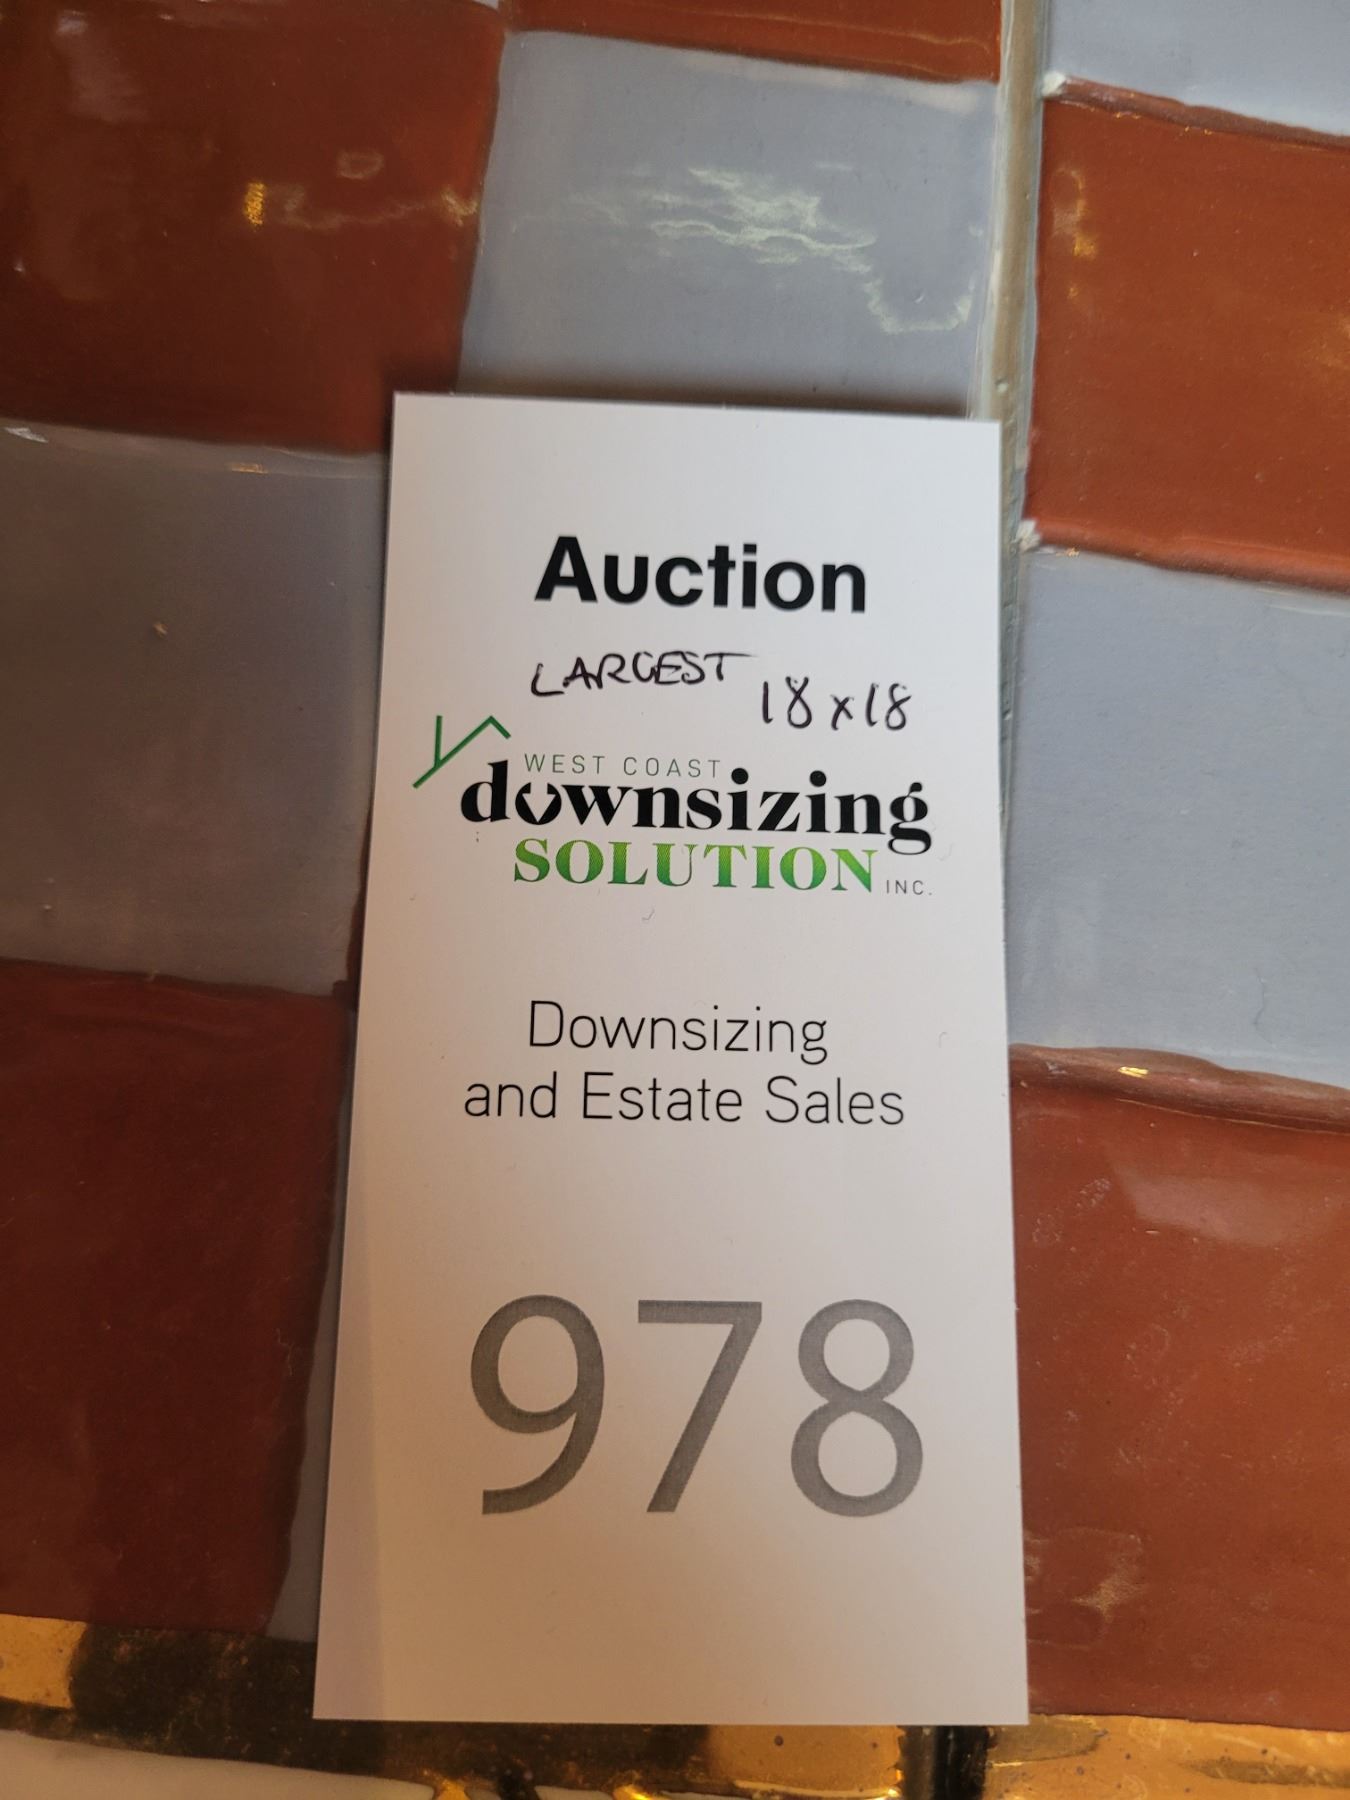 Auction
LARGEST 18x18
WEST COAST
downsizing
SOLUTION INC.
Downsizing
and Estate Sales
978